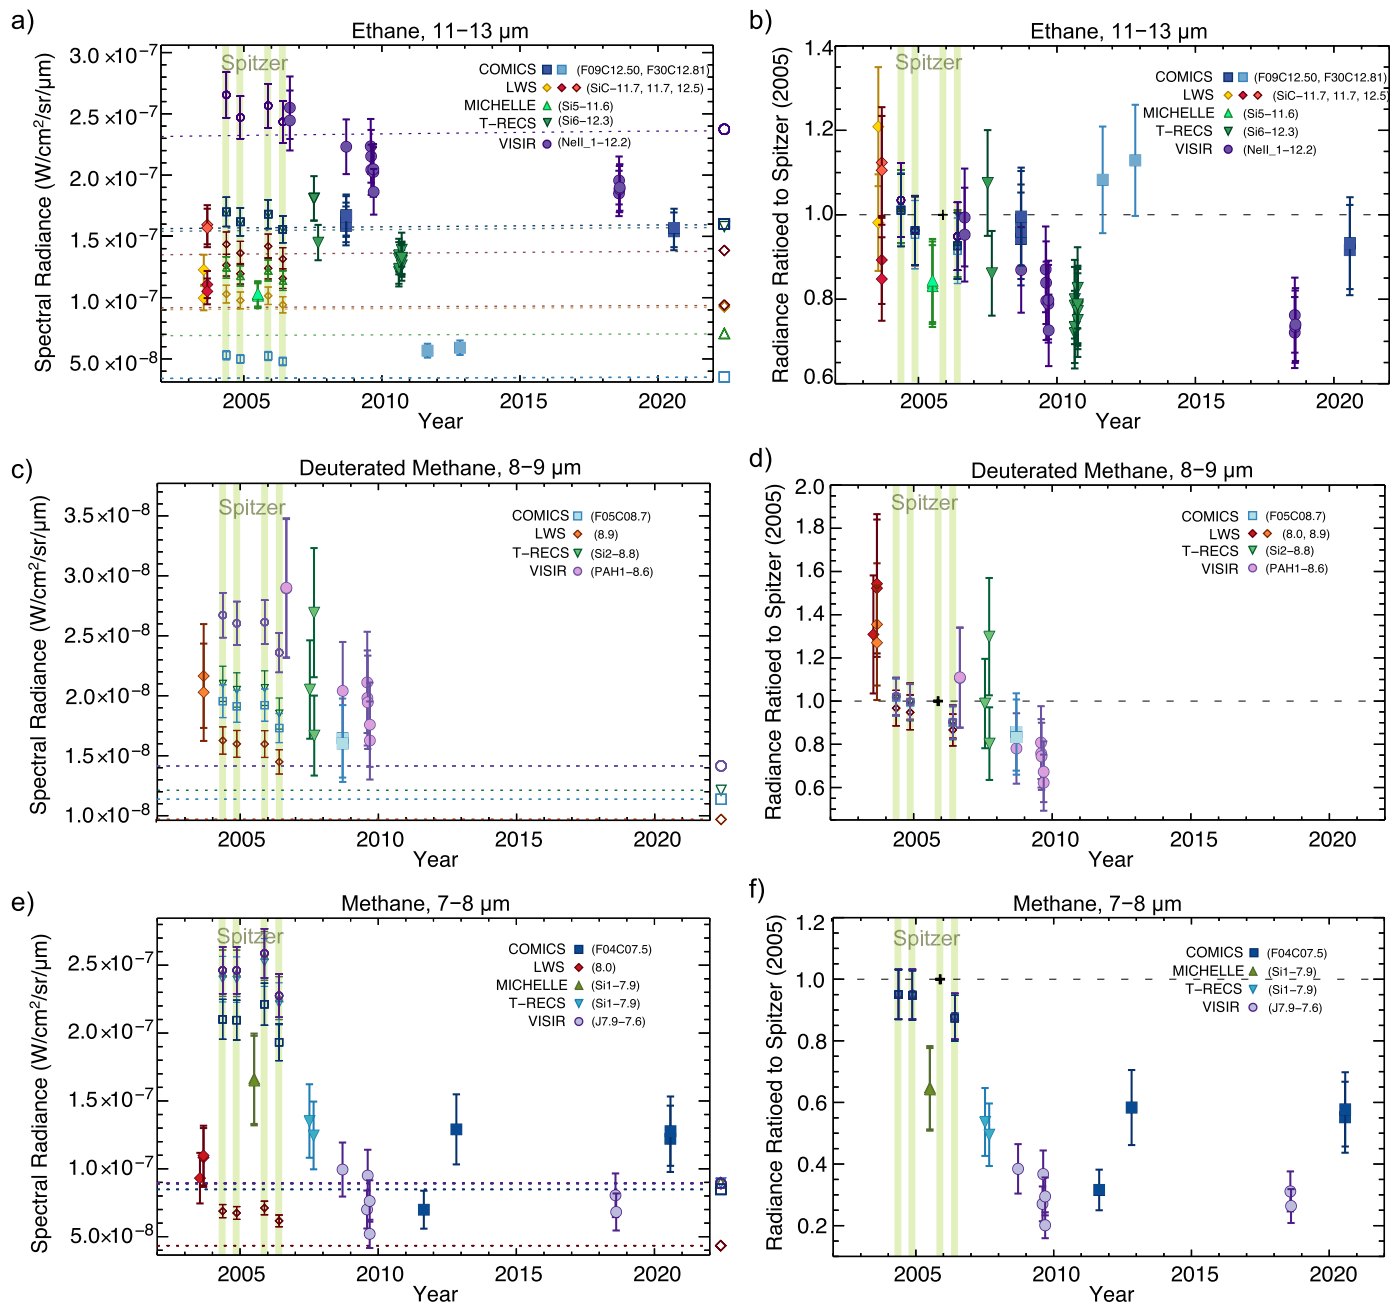 a)
Ethane, 11−13 µm
Spectral Radiance (W/cm²/sr/µm)
3.0 ×10⁻⁷
2.5×10⁻⁷
2.0 ×10⁻⁷
1.5 ×10⁻⁷
1.0×10⁻⁷
5.0 ×10⁻⁸
Spitzer
COMICS (F09C12.50, F30C12.81)
LWS (SiC−11.7, 11.7, 12.5)
MICHELLE (Si5−11.6)
T−RECS (Si6−12.3)
VISIR (NeII_1−12.2)
2005 2010 2015 2020
Year
b)
Ethane, 11−13 µm
Radiance Ratioed to Spitzer (2005)
1.4
1.2
1.0
0.8
0.6
Spitzer
COMICS (F09C12.50, F30C12.81)
LWS (SiC−11.7, 11.7, 12.5)
MICHELLE (Si5−11.6)
T−RECS (Si6−12.3)
VISIR (NeII_1−12.2)
2005 2010 2015 2020
Year
c)
Deuterated Methane, 8−9 µm
Spectral Radiance (W/cm²/sr/µm)
3.5×10⁻⁸
3.0×10⁻⁸
2.5×10⁻⁸
2.0×10⁻⁸
1.5×10⁻⁸
1.0×10⁻⁸
Spitzer
COMICS (F05C08.7)
LWS (8.9)
T−RECS (Si2−8.8)
VISIR (PAH1−8.6)
2005 2010 2015 2020
Year
d)
Deuterated Methane, 8−9 µm
Radiance Ratioed to Spitzer (2005)
2.0
1.8
1.6
1.4
1.2
1.0
0.8
0.6
Spitzer
COMICS (F05C08.7)
LWS (8.0, 8.9)
T−RECS (Si2−8.8)
VISIR (PAH1−8.6)
2005 2010 2015 2020
Year
e)
Methane, 7−8 µm
Spectral Radiance (W/cm²/sr/µm)
2.5×10⁻⁷
2.0×10⁻⁷
1.5×10⁻⁷
1.0×10⁻⁷
5.0×10⁻⁸
Spitzer
COMICS (F04C07.5)
LWS (8.0)
MICHELLE (Si1−7.9)
T−RECS (Si1−7.9)
VISIR (J7.9−7.6)
2005 2010 2015 2020
Year
f)
Methane, 7−8 µm
Radiance Ratioed to Spitzer (2005)
1.2
1.0
0.8
0.6
0.4
0.2
Spitzer
COMICS (F04C07.5)
MICHELLE (Si1−7.9)
T−RECS (Si1−7.9)
VISIR (J7.9−7.6)
2005 2010 2015 2020
Year